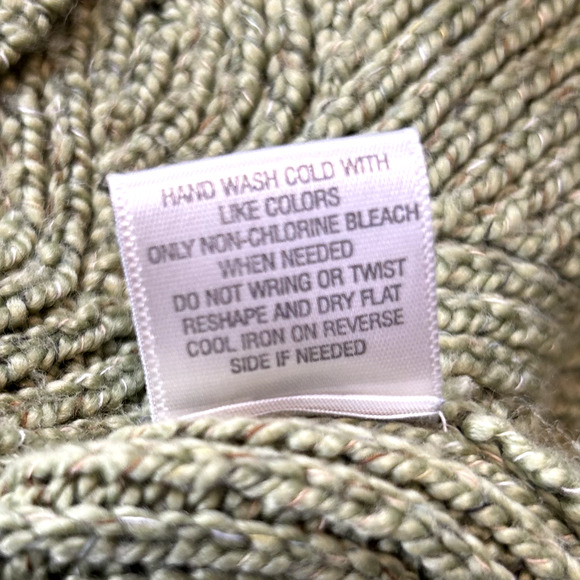 HAND WASH COLD WITH
LIKE COLORS
ONLY NON-CHLORINE BLEACH
WHEN NEEDED
DO NOT WRING OR TWIST
RESHAPE AND DRY FLAT
COOL IRON ON REVERSE
SIDE IF NEEDED